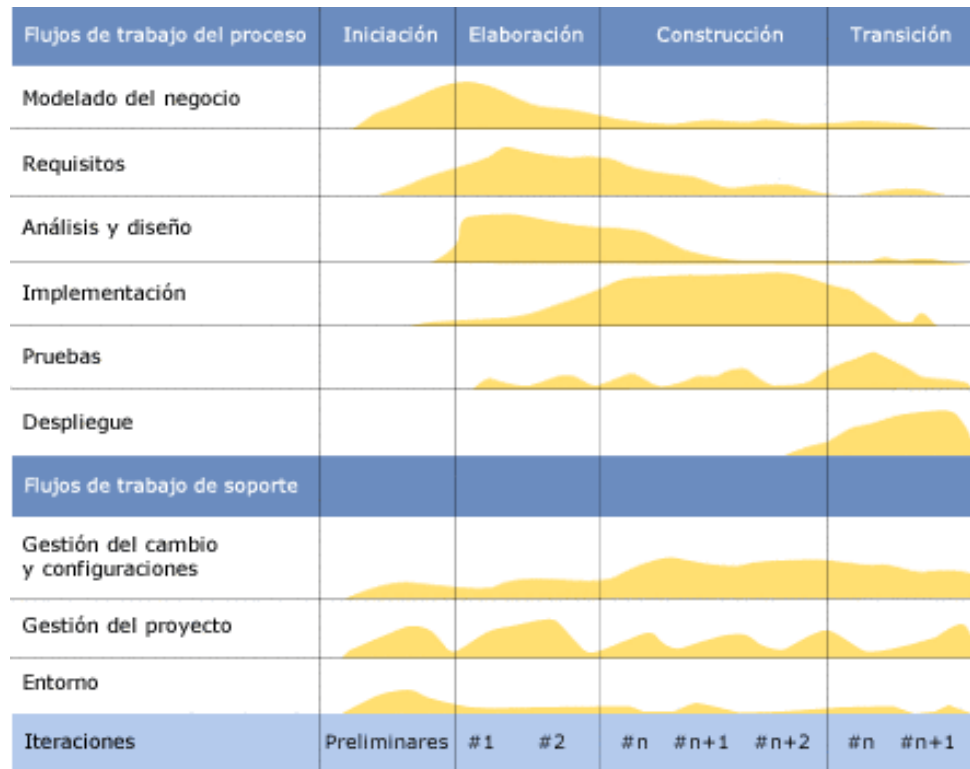 Flujos de trabajo del proceso Iniciación Elaboración Construcción Transición
Modelado del negocio
Requisitos
Análisis y diseño
Implementación
Pruebas
Despliegue
Flujos de trabajo de soporte
Gestión del cambio
y configuraciones
Gestión del proyecto
Entorno
Iteraciones Preliminares #1 #2 #n #n+1 #n+2 #n #n+1